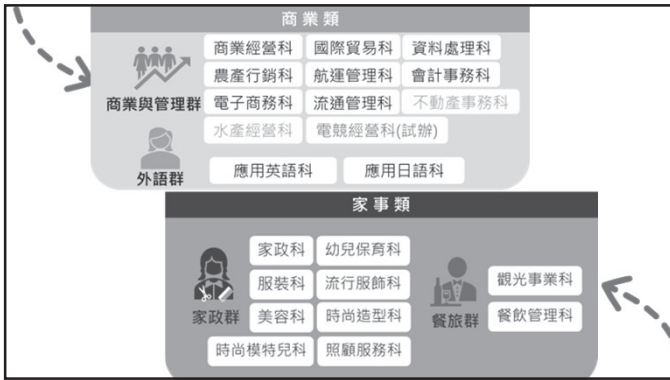 商業類
商業經營科 國際貿易科 資料處理科
農產行銷科 航運管理科 會計事務科
商業與管理群 電子商務科 流通管理科 不動產事務科
水產經營科 電競經營科(試辦)
外語群 應用英語科 應用日語科
家事類
家政科 幼兒保育科
服裝科 流行服飾科 觀光事業科
家政群 美容科 時尚造型科 餐旅群 餐飲管理科
時尚模特兒科 照顧服務科